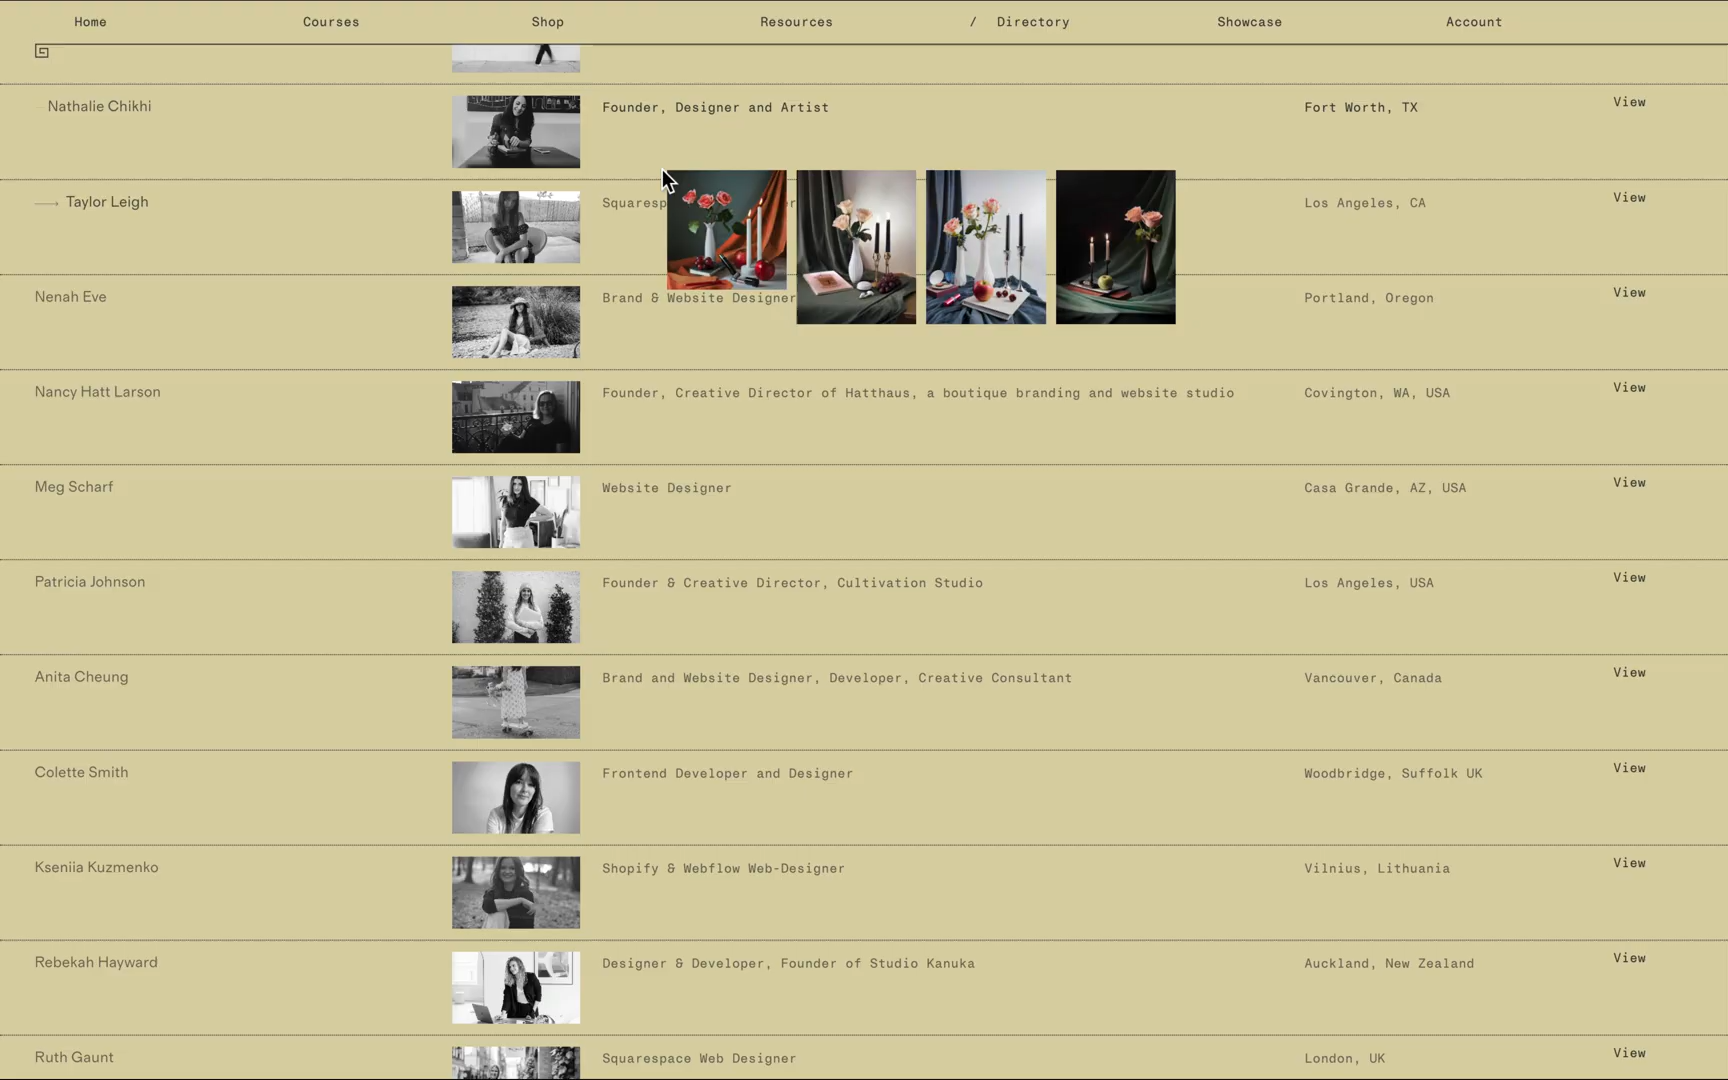 Home Courses Shop Resources / Directory Showcase Account
Nathalie Chikhi Founder, Designer and Artist Fort Worth, TX View
Taylor Leigh Los Angeles, CA View
Nenah Eve Brand & Website Designer Portland, Oregon View
Nancy Hatt Larson Founder, Creative Director of Hatthaus, a boutique branding and website studio Covington, WA, USA View
Meg Scharf Website Designer Casa Grande, AZ, USA View
Patricia Johnson Founder & Creative Director, Cultivation Studio Los Angeles, USA View
Anita Cheung Brand and Website Designer, Developer, Creative Consultant Vancouver, Canada View
Colette Smith Frontend Developer and Designer Woodbridge, Suffolk UK View
Kseniia Kuzmenko Shopify & Webflow Web-Designer Vilnius, Lithuania View
Rebekah Hayward Designer & Developer, Founder of Studio Kanuka Auckland, New Zealand View
Ruth Gaunt Squarespace Web Designer London, UK View